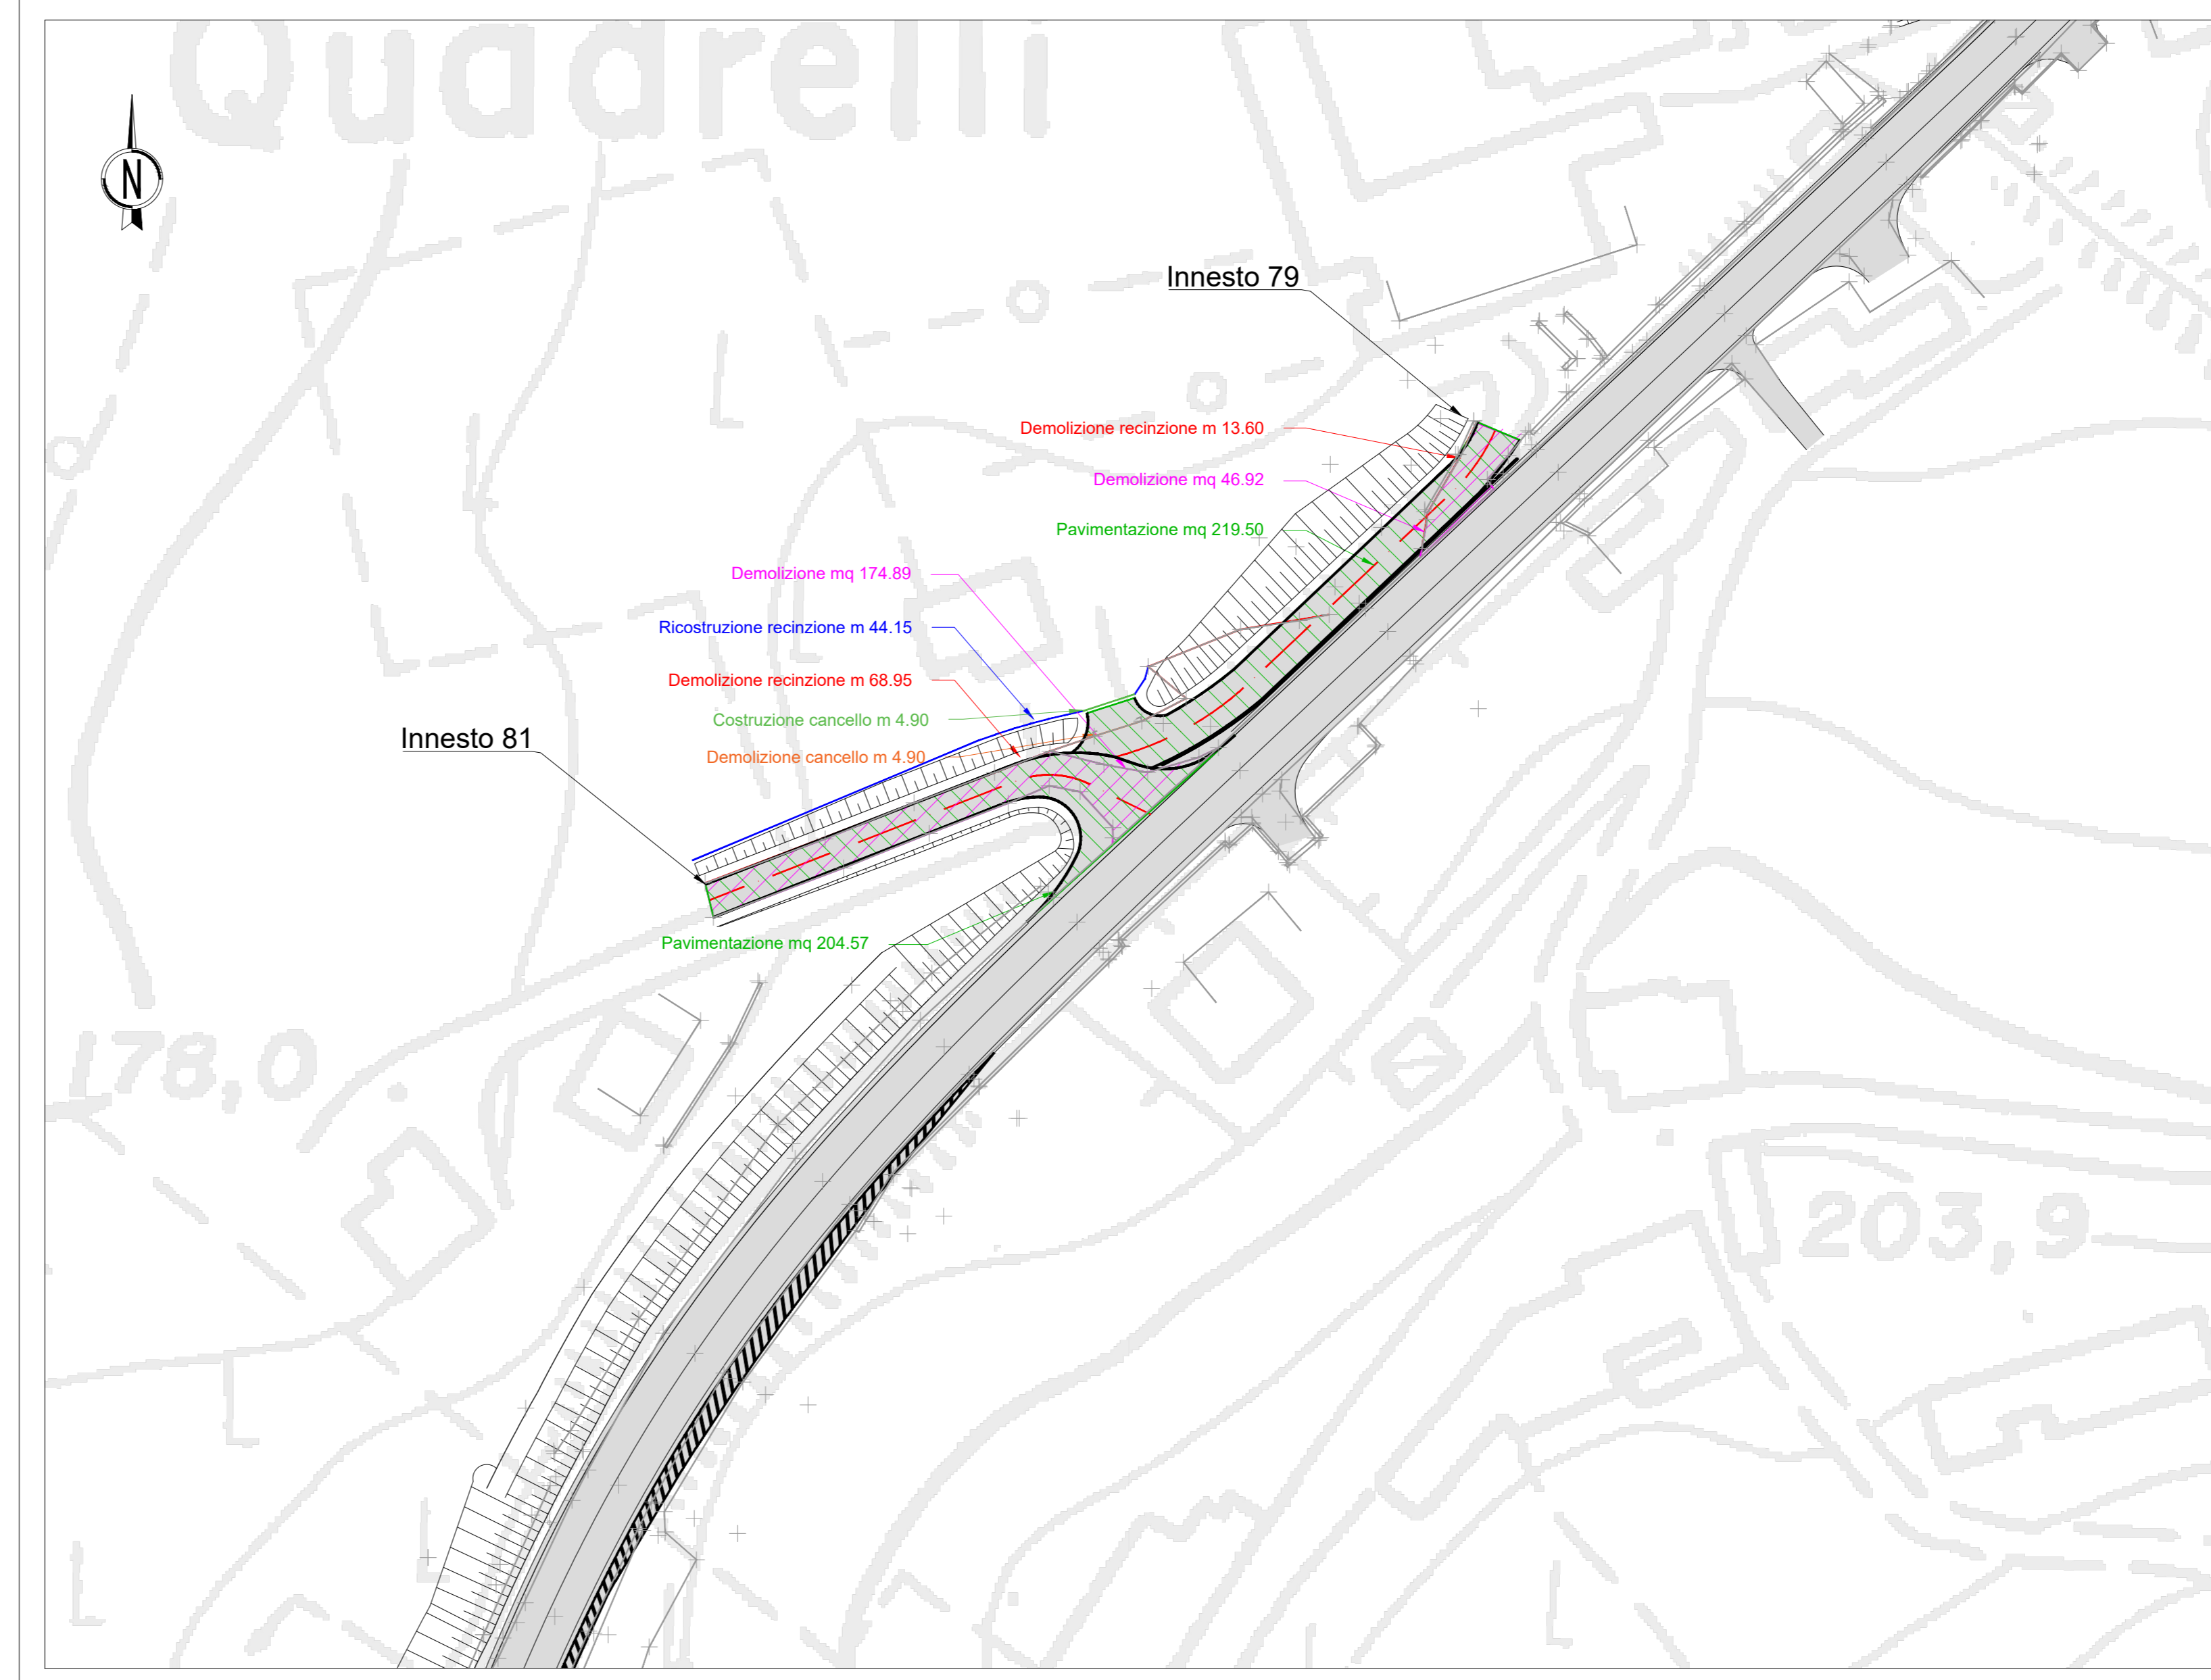 Quadrelli
N
Innesto 79
Demolizione recinzione m 13.60
Demolizione mq 46.92
Pavimentazione mq 219.50
Demolizione mq 174.89
Ricostruzione recinzione m 44.15
Demolizione recinzione m 68.95
Costruzione cancello m 4.90
Innesto 81
Demolizione cancello m 4.90
Pavimentazione mq 204.57
178,0
203,9